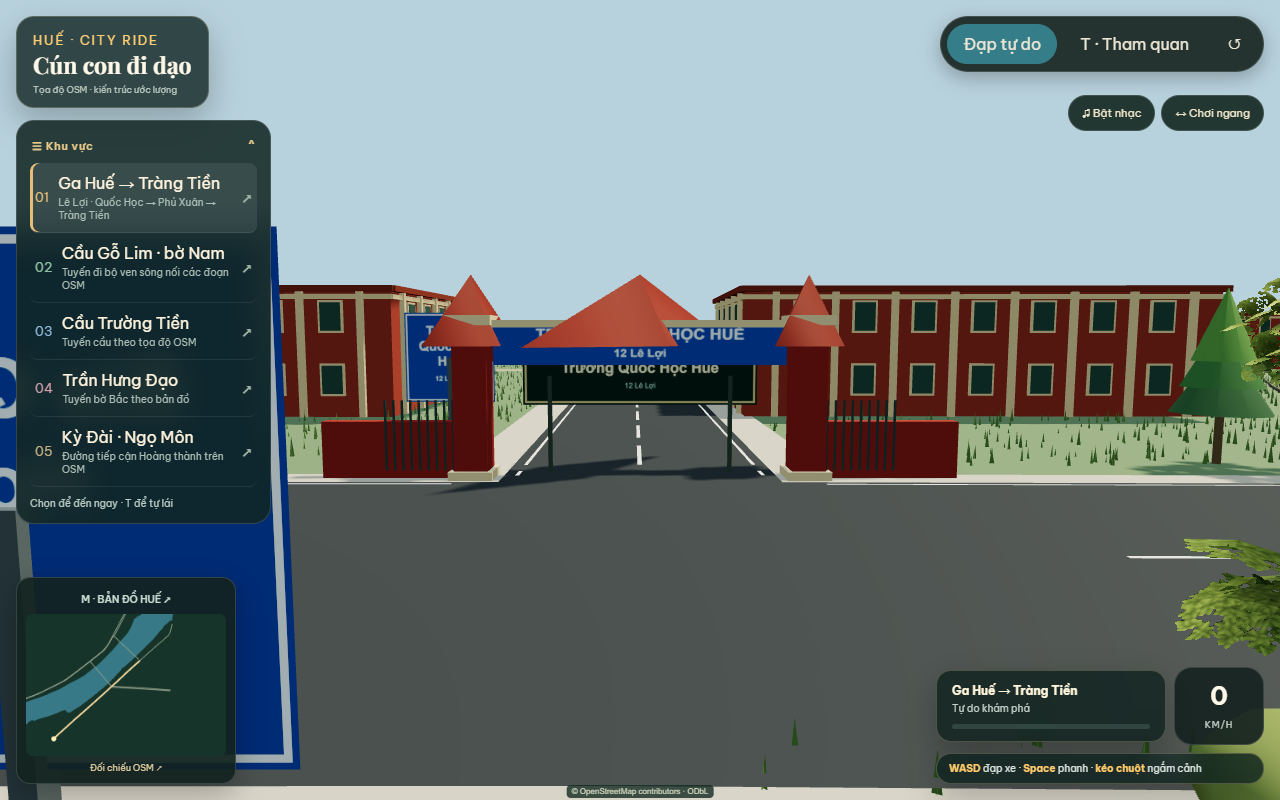 HUẾ · CITY RIDE
Cún con đi dạo
Tọa độ OSM · kiến trúc ước lượng
Đạp tự do
T · Tham quan
↺
♫ Bật nhạc
↔ Chơi ngang
☰ Khu vực
^
01
Ga Huế → Tràng Tiền
Lê Lợi · Quốc Học → Phú Xuân →
Tràng Tiền
↗
02
Cầu Gỗ Lim · bờ Nam
Tuyến đi bộ ven sông nối các đoạn
OSM
↗
03
Cầu Trường Tiền
Tuyến cầu theo tọa độ OSM
↗
04
Trần Hưng Đạo
Tuyến bờ Bắc theo bản đồ
↗
05
Kỳ Đài · Ngọ Môn
Đường tiếp cận Hoàng thành trên
OSM
↗
Chọn để đến ngay · T để tự lái
HỌC HUẾ
12 Lê Lợi
Trường Quốc Học Huế
12 Lê Lợi
M · BẢN ĐỒ HUẾ ↗
Đối chiếu OSM ↗
Ga Huế → Tràng Tiền
Tự do khám phá
0
KM/H
WASD đạp xe · Space phanh · kéo chuột ngắm cảnh
© OpenStreetMap contributors · ODbL